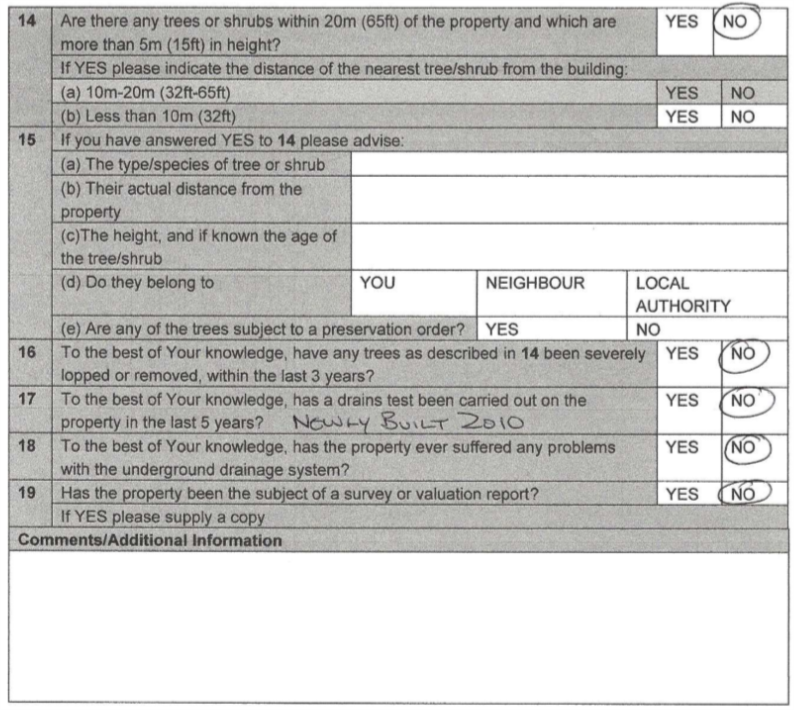 14 Are there any trees or shrubs within 20m (65ft) of the property and which are YES NO
more than 5m (15ft) in height?
If YES please indicate the distance of the nearest tree/shrub from the building:
(a) 10m-20m (32ft-65ft) YES NO
(b) Less than 10m (32ft) YES NO
15 If you have answered YES to 14 please advise:
(a) The type/species of tree or shrub
(b) Their actual distance from the
property
(c)The height, and if known the age of
the tree/shrub
(d) Do they belong to YOU NEIGHBOUR LOCAL
AUTHORITY
(e) Are any of the trees subject to a preservation order? YES NO
16 To the best of Your knowledge, have any trees as described in 14 been severely YES NO
lopped or removed, within the last 3 years?
17 To the best of Your knowledge, has a drains test been carried out on the YES NO
property in the last 5 years? NEWLY BUILT 2010
18 To the best of Your knowledge, has the property ever suffered any problems YES NO
with the underground drainage system?
19 Has the property been the subject of a survey or valuation report? YES NO
If YES please supply a copy
Comments/Additional Information